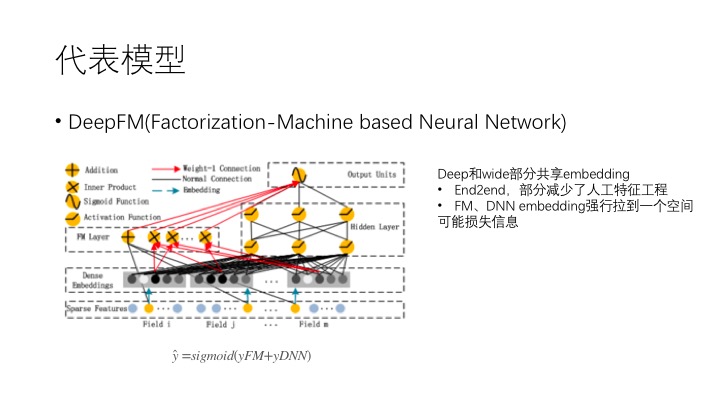 代表模型
• DeepFM(Factorization-Machine based Neural Network)
Addition
Inner Product
Sigmoid Function
Activation Function
Weight-1 Connection
Normal Connection
Embedding
Output Units
Hidden Layer
FM Layer
...
Dense
Embeddings
...
Sparse Features
... ... ... ...
Field i Field j ... Field m
Deep和wide部分共享embedding
• End2end，部分减少了人工特征工程
• FM、DNN embedding强行拉到一个空间
可能损失信息
ŷ =sigmoid(yFM+yDNN)